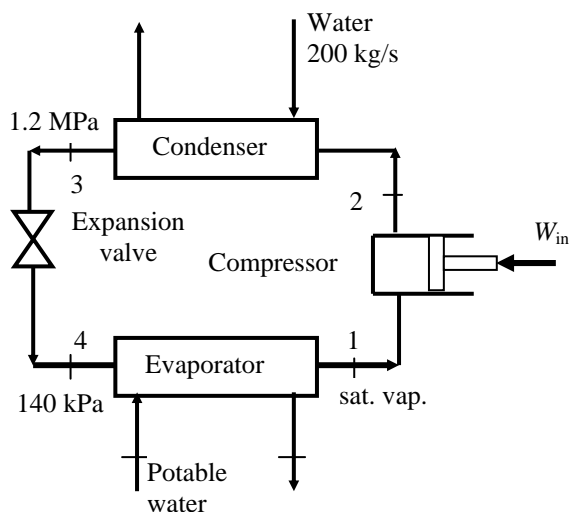 Water
200 kg/s
1.2 MPa
Condenser
3
2
Expansion
valve
W_in
Compressor
4
Evaporator
1
140 kPa
sat. vap.
Potable
water